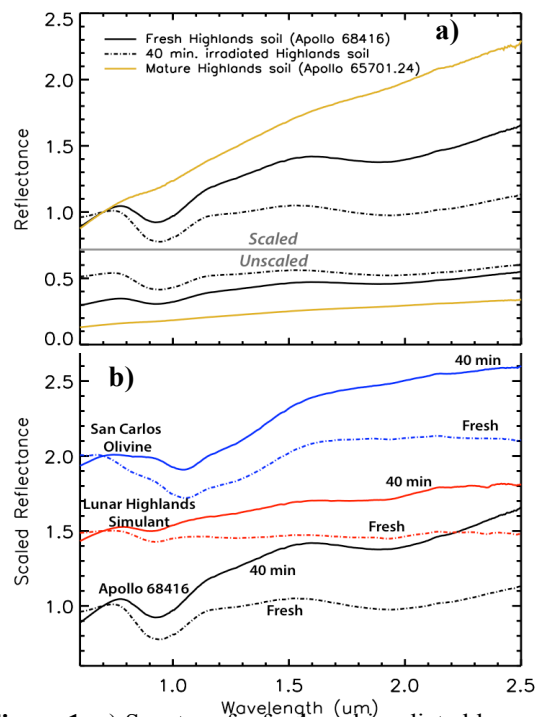 2.5
2.0
1.5
1.0
0.5
0.0
Reflectance
Fresh Highlands soil (Apollo 68416)
40 min. irradiated Highlands soil
Mature Highlands soil (Apollo 65701.24)
a)
Scaled
Unscaled
b)
2.5
2.0
1.5
1.0
Scaled Reflectance
40 min
San Carlos
Olivine
Fresh
40 min
Lunar Highlands
Simulant
Fresh
Apollo 68416
40 min
Fresh
1.0
1.5
2.0
2.5
Wavelength (um)